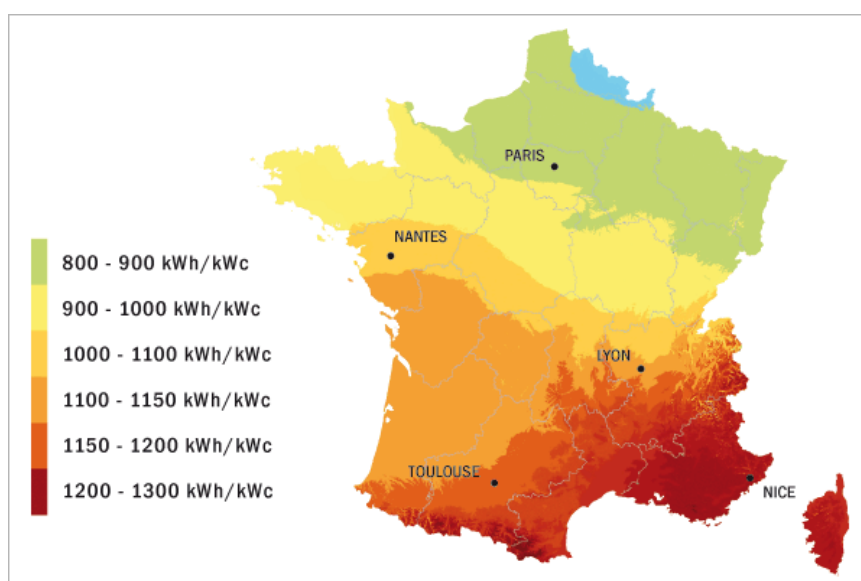 PARIS
NANTES
800 - 900 kWh/kWc
900 - 1000 kWh/kWc
1000 - 1100 kWh/kWc
LYON
1100 - 1150 kWh/kWc
1150 - 1200 kWh/kWc
TOULOUSE
1200 - 1300 kWh/kWc
NICE